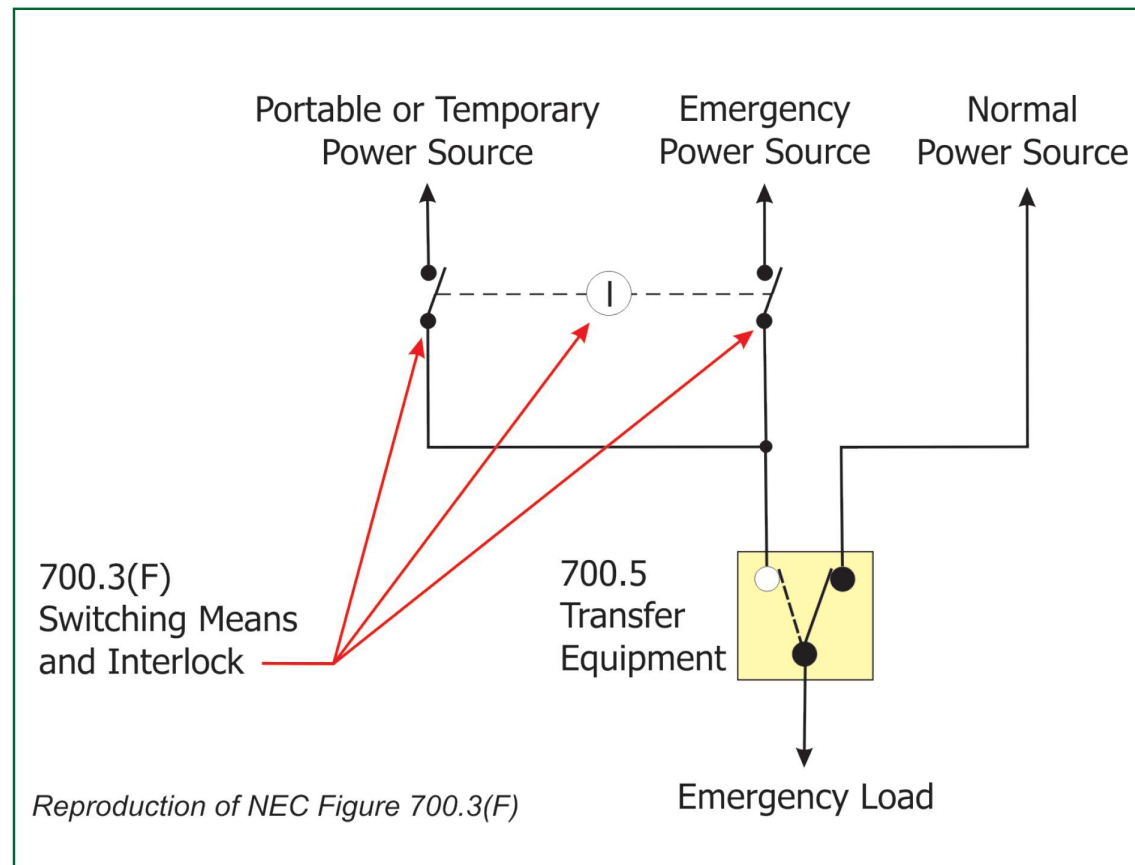 Portable or Temporary
Power Source
Emergency
Power Source
Normal
Power Source
I
700.3(F)
Switching Means
and Interlock
700.5
Transfer
Equipment
Emergency Load
Reproduction of NEC Figure 700.3(F)